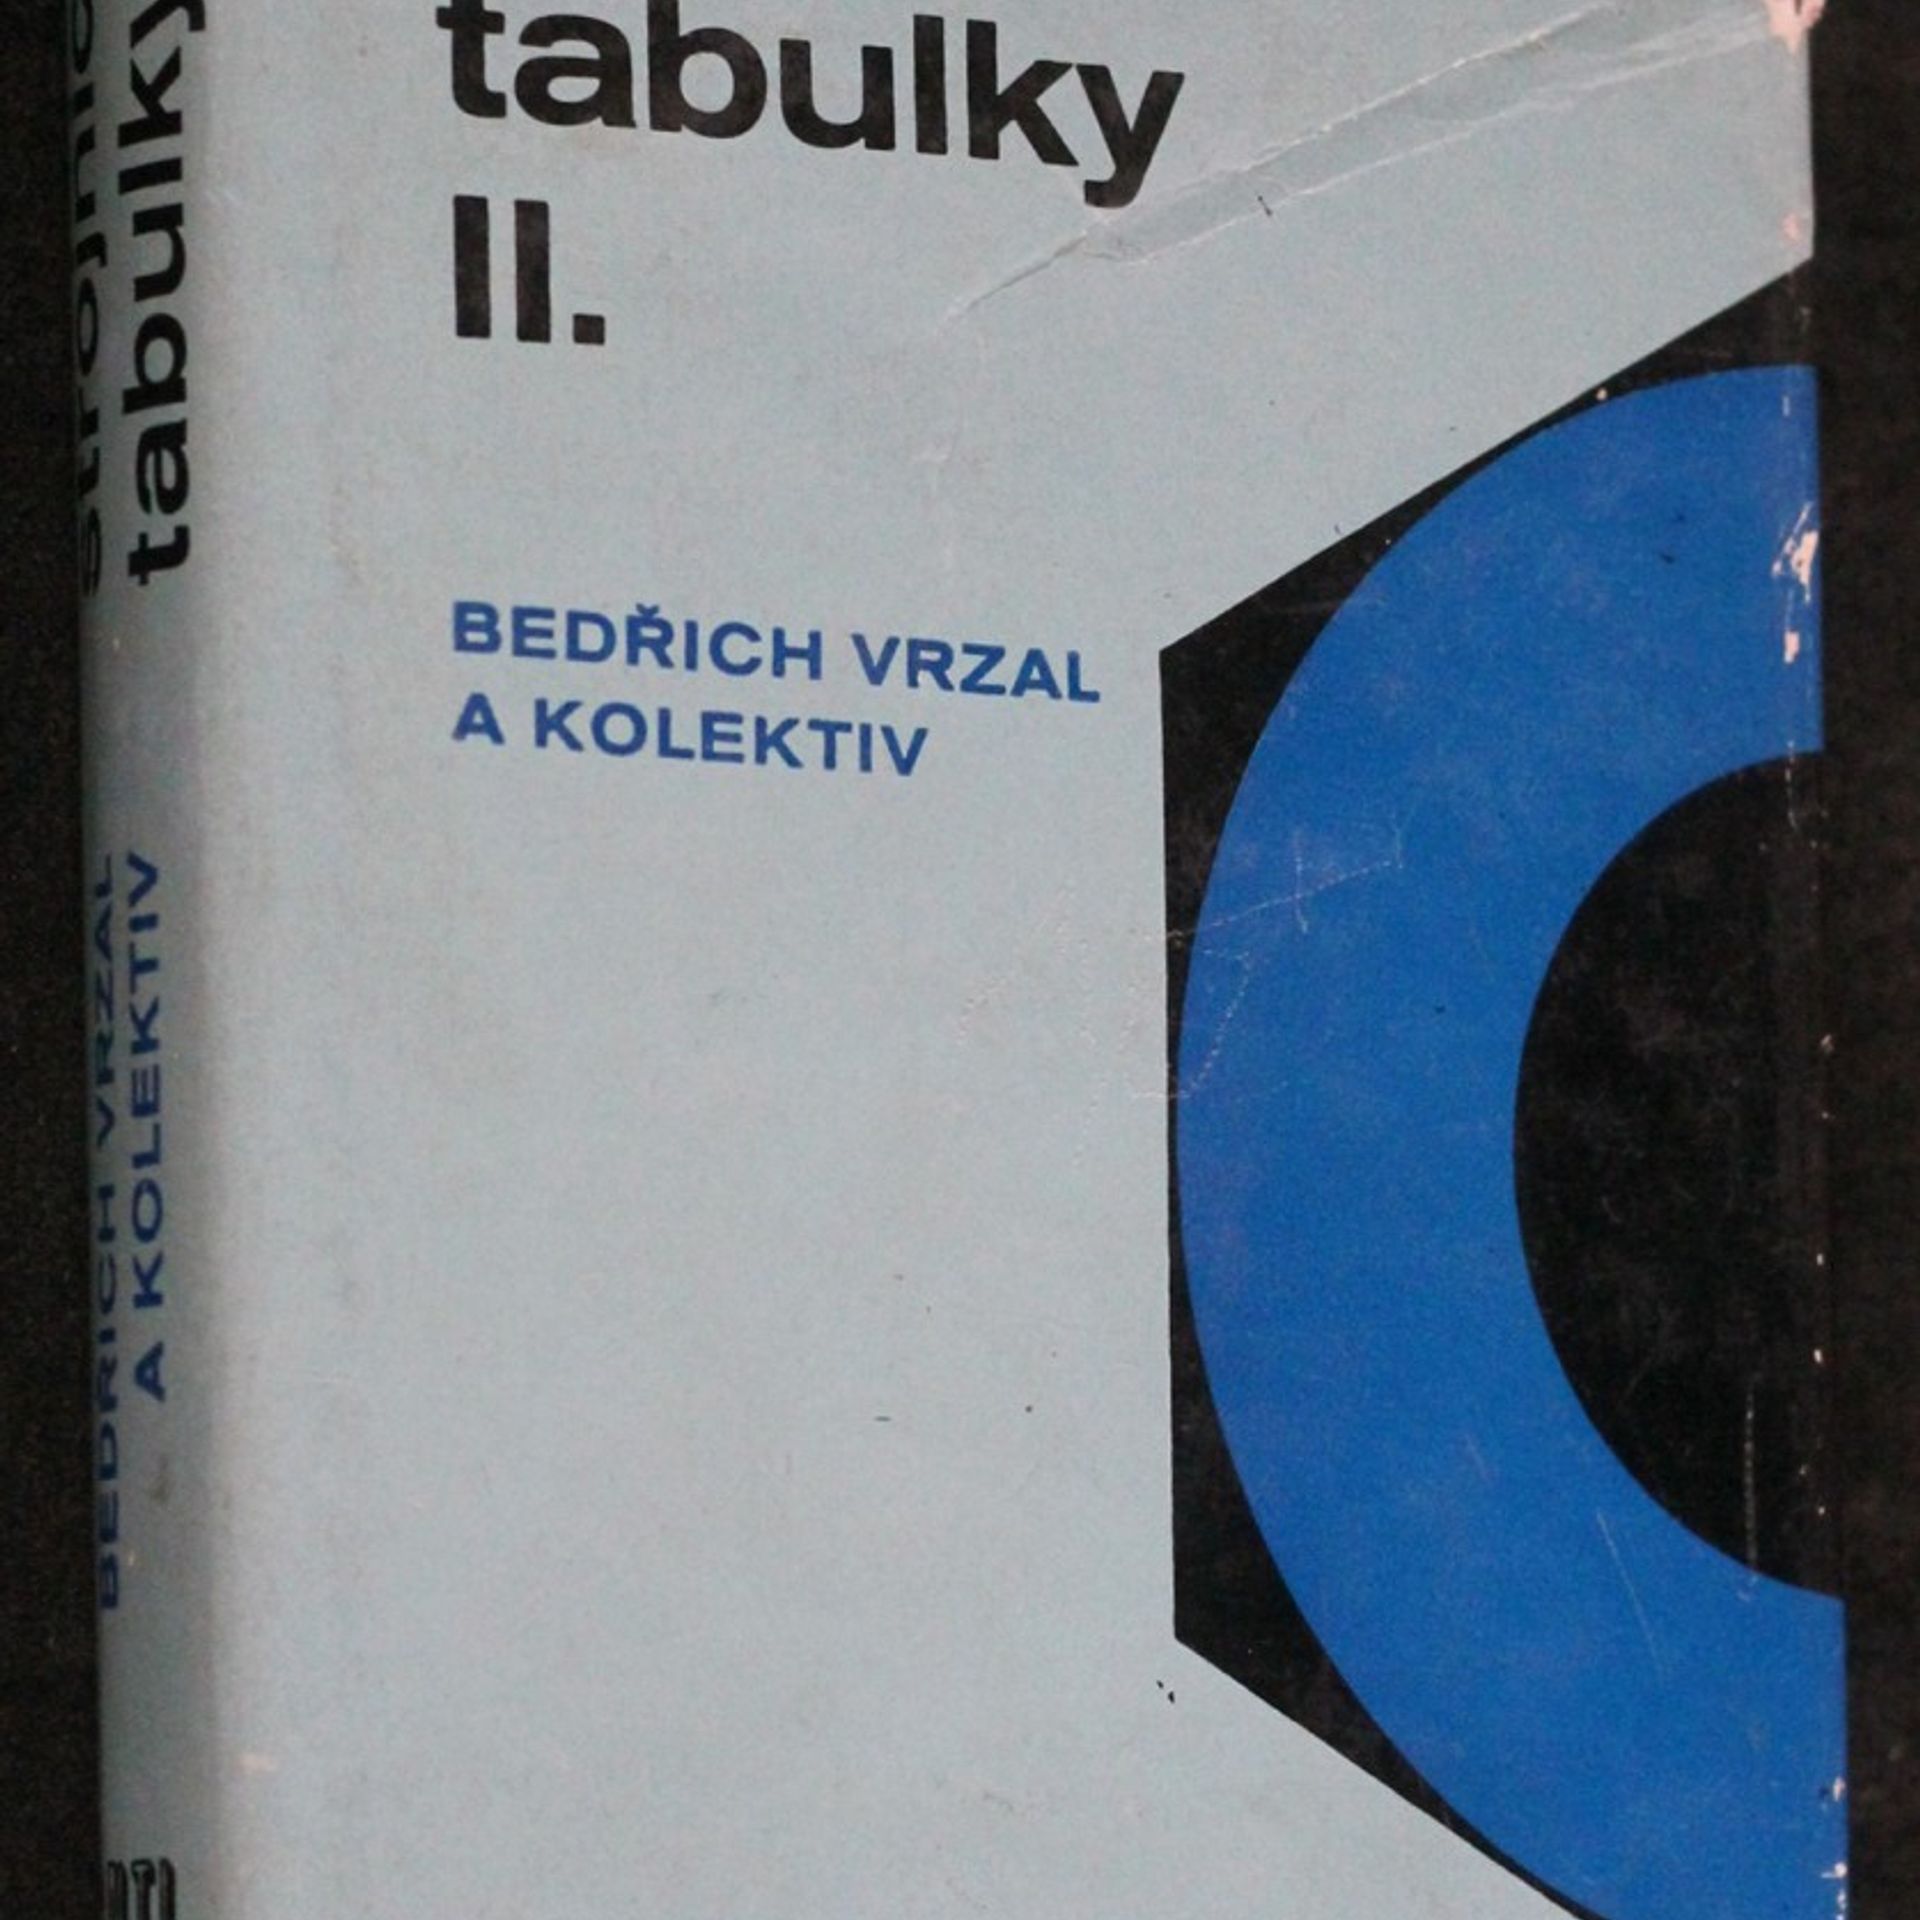 tabulky
II.
BEDŘICH VRZAL
A KOLEKTIV
tabulky
BEDŘICH VRZAL
A KOLEKTIV